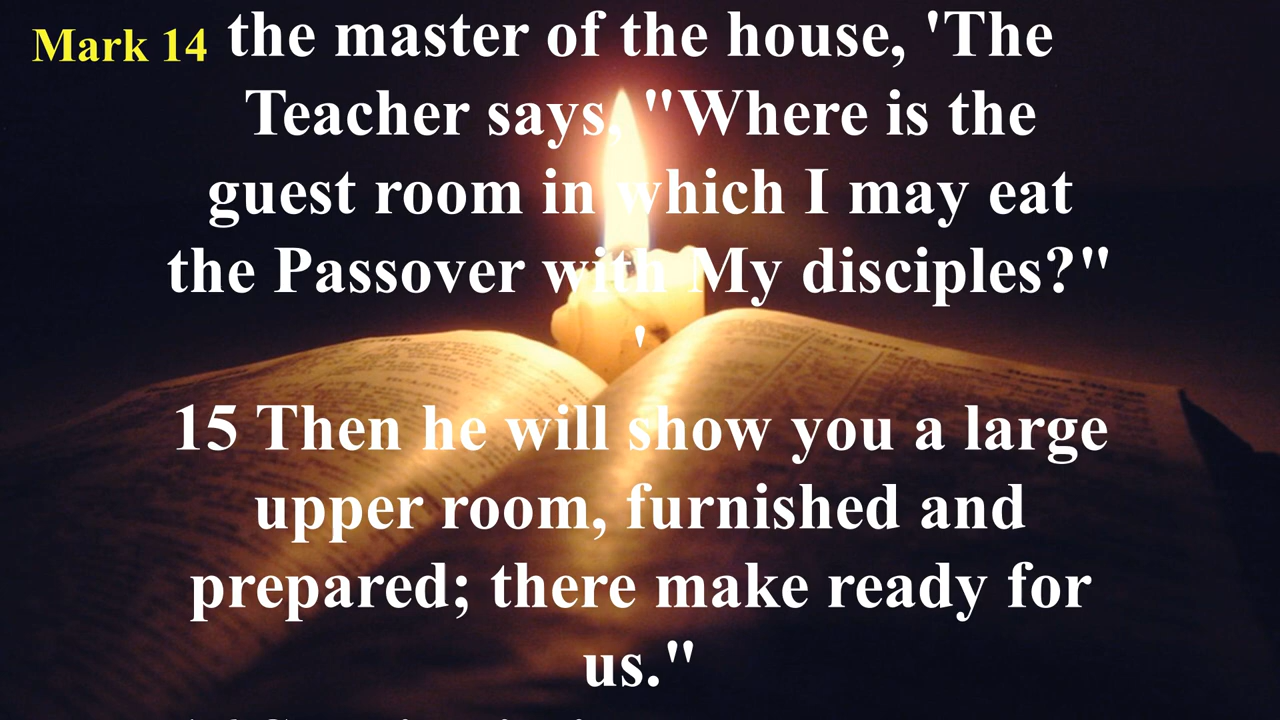 Mark 14
the master of the house, 'The
Teacher says, "Where is the
guest room in which I may eat
the Passover with My disciples?"
'
15 Then he will show you a large
upper room, furnished and
prepared; there make ready for
us."